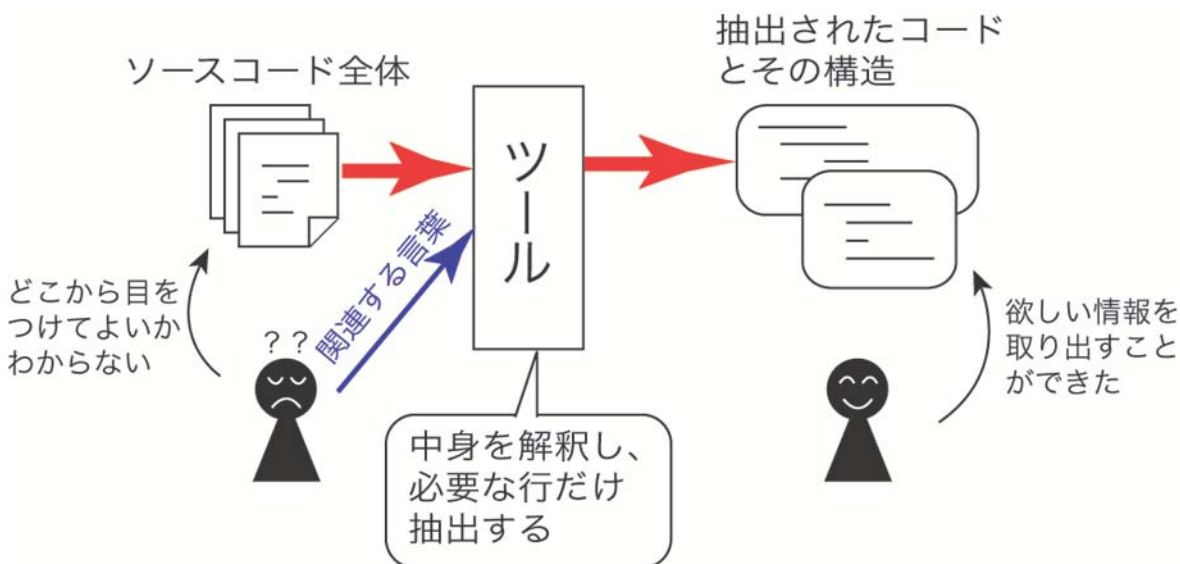 ソースコード全体
抽出されたコード
とその構造
ツール
関連する言葉
どこから目を
つけてよいか
わからない
？？
中身を解釈し、
必要な行だけ
抽出する
欲しい情報を
取り出すこと
ができた